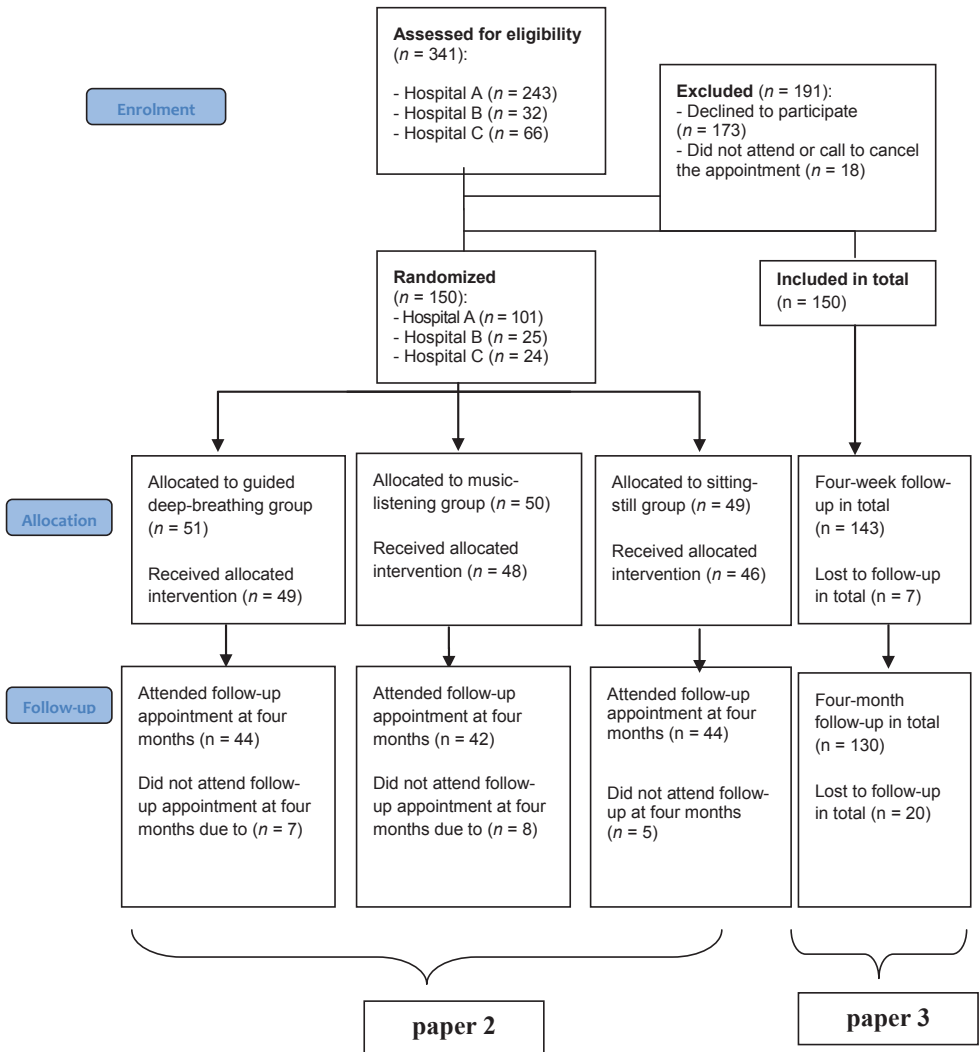 Assessed for eligibility
(n = 341):
- Hospital A (n = 243)
- Hospital B (n = 32)
- Hospital C (n = 66)
Enrolment
Excluded (n = 191):
- Declined to participate
(n = 173)
- Did not attend or call to cancel
the appointment (n = 18)
Randomized
(n = 150):
- Hospital A (n = 101)
- Hospital B (n = 25)
- Hospital C (n = 24)
Included in total
(n = 150)
Allocation
Allocated to guided
deep-breathing group
(n = 51)
Received allocated
intervention (n = 49)
Allocated to music-
listening group (n = 50)
Received allocated
intervention (n = 48)
Allocated to sitting-
still group (n = 49)
Received allocated
intervention (n = 46)
Four-week follow-
up in total
(n = 143)
Lost to follow-up
in total (n = 7)
Follow-up
Attended follow-up
appointment at four
months (n = 44)
Did not attend follow-
up appointment at four
months due to (n = 7)
Attended follow-up
appointment at four
months (n = 42)
Did not attend follow-
up appointment at four
months due to (n = 8)
Attended follow-up
appointment at four
months (n = 44)
Did not attend follow-
up at four months
(n = 5)
Four-month
follow-up in total
(n = 130)
Lost to follow-up
in total (n = 20)
paper 2
paper 3